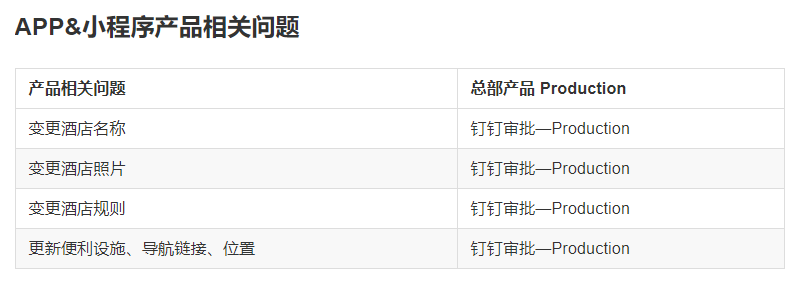 APP&小程序产品相关问题
产品相关问题 总部产品 Production
变更酒店名称 钉钉审批—Production
变更酒店照片 钉钉审批—Production
变更酒店规则 钉钉审批—Production
更新便利设施、导航链接、位置 钉钉审批—Production